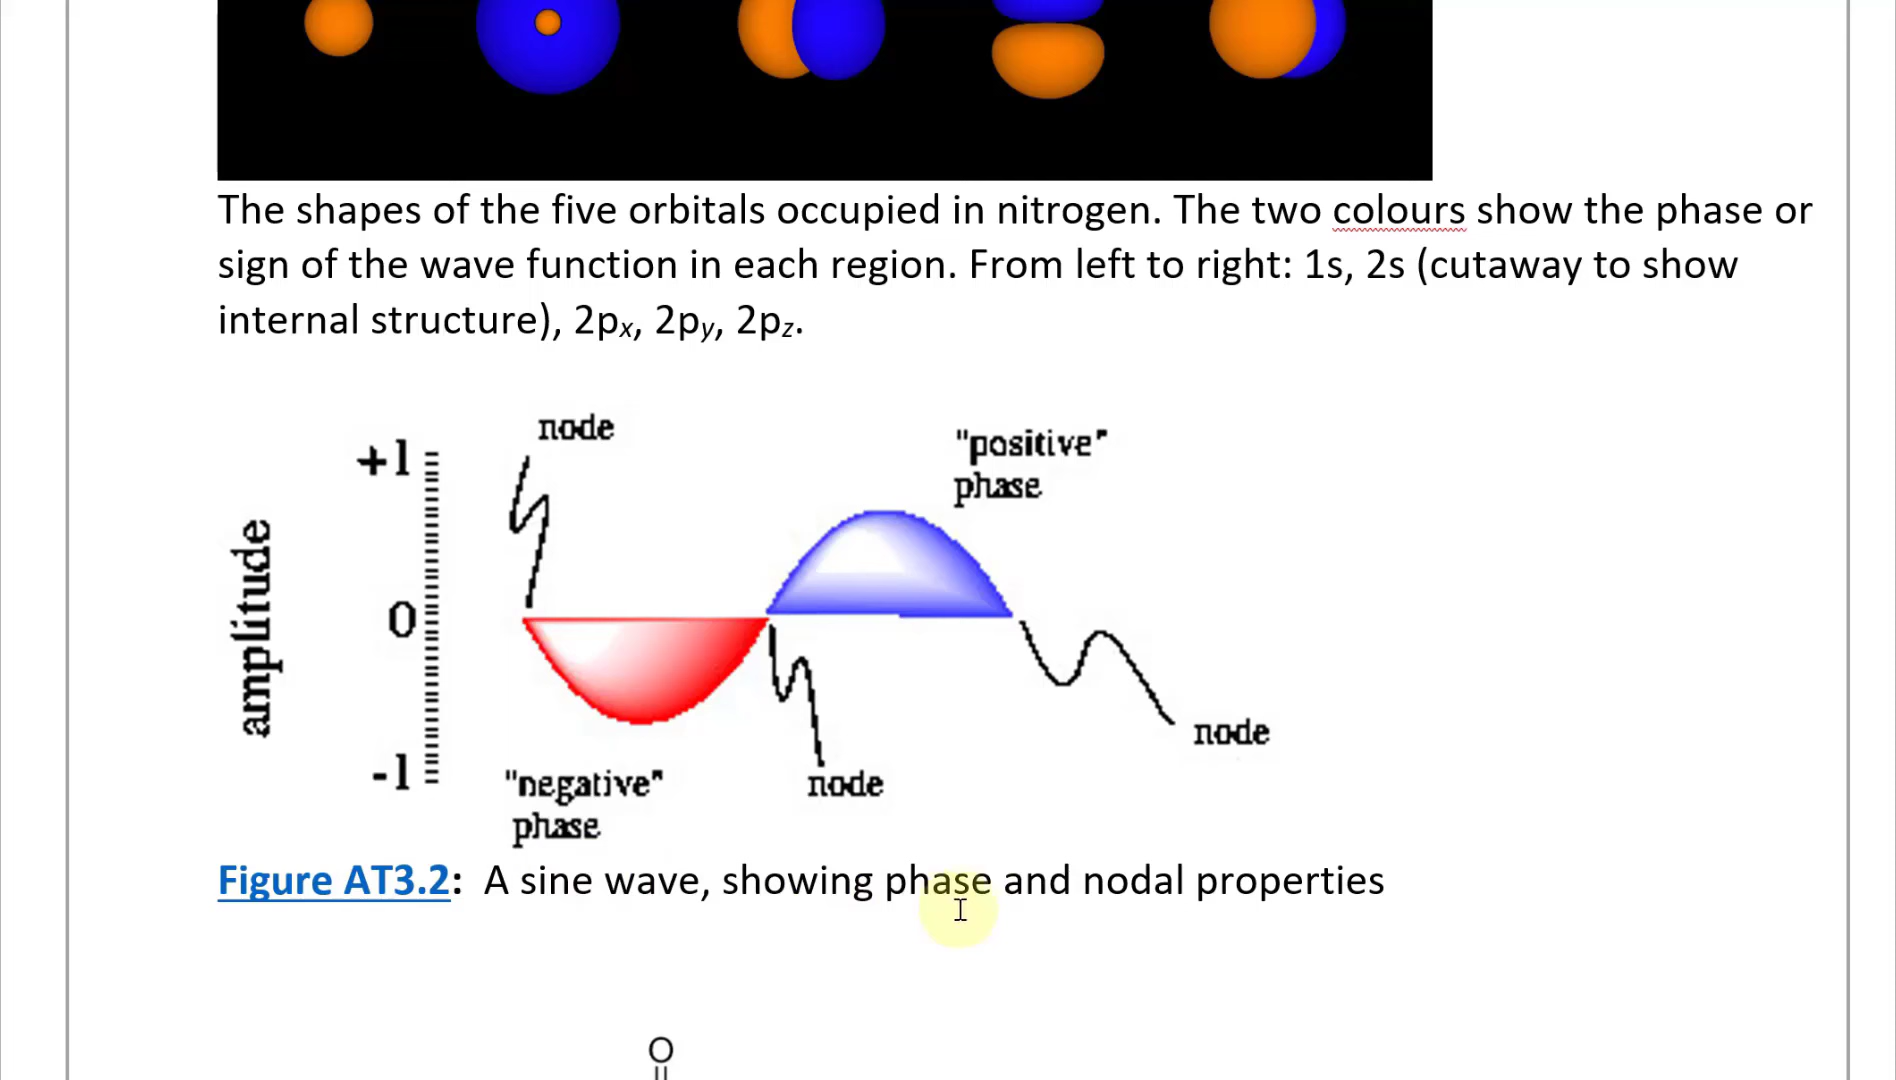 The shapes of the five orbitals occupied in nitrogen. The two colours show the phase or
sign of the wave function in each region. From left to right: 1s, 2s (cutaway to show
internal structure), 2px, 2py, 2pz.
node
"positive"
phase
+1
amplitude
0
-1
node
"negative"
phase
node
Figure AT3.2: A sine wave, showing phase and nodal properties
O